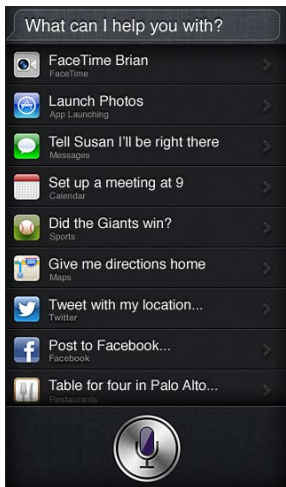 What can I help you with?
FaceTime Brian
FaceTime
Launch Photos
App Launching
Tell Susan I'll be right there
Messages
Set up a meeting at 9
Calendar
Did the Giants win?
Sports
Give me directions home
Maps
Tweet with my location...
Twitter
Post to Facebook...
Facebook
Table for four in Palo Alto...
Restaurants